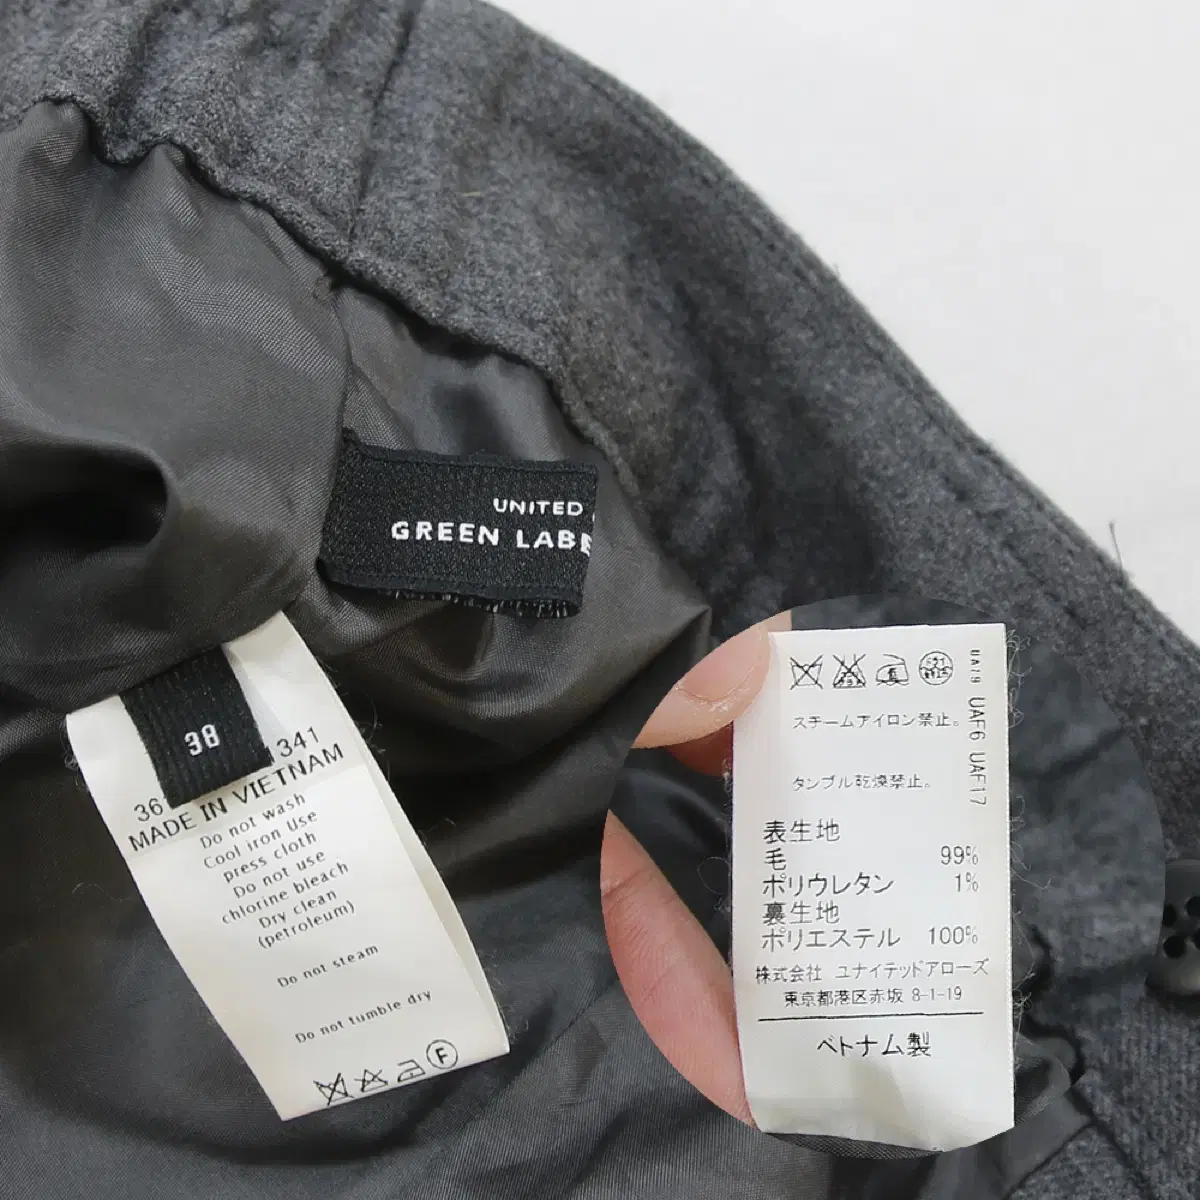 UNITED
GREEN LABE
38
341
MADE IN VIETNAM
Do not wash
Cool iron Use
press cloth
Do not use
chlorine bleach
Dry clean
(petroleum)
Do not steam
Do not tumble dry
F
スチームアイロン禁止。
タンブル乾燥禁止。
表生地
毛 99%
ポリウレタン 1%
裏生地
ポリエステル 100%
株式会社 ユナイテッドアローズ
東京都港区赤坂 8-1-19
ベトナム製
UA79 UAF6 UAF17